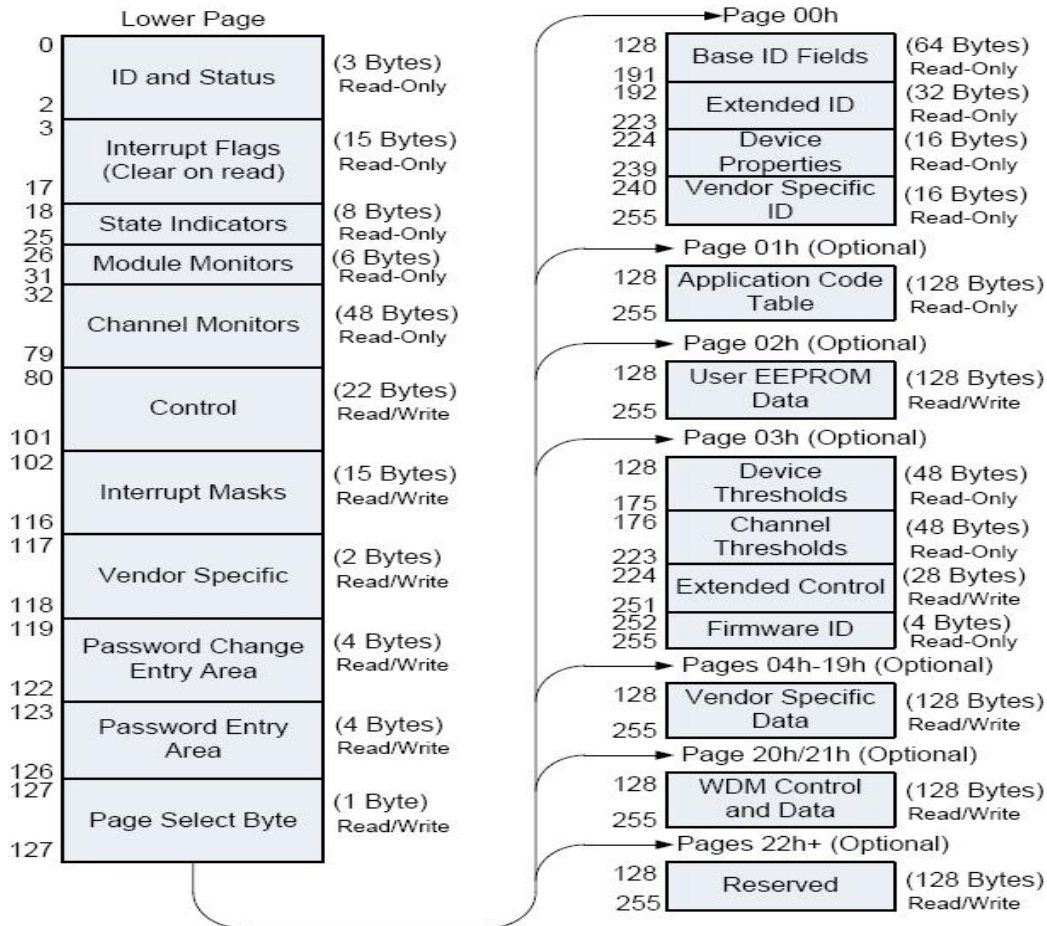 Lower Page
0
ID and Status
(3 Bytes)
Read-Only
2
3
Interrupt Flags
(Clear on read)
(15 Bytes)
Read-Only
17
18
State Indicators
(8 Bytes)
Read-Only
25
26
Module Monitors
(6 Bytes)
Read-Only
31
32
Channel Monitors
(48 Bytes)
Read-Only
79
80
Control
(22 Bytes)
Read/Write
101
102
Interrupt Masks
(15 Bytes)
Read/Write
116
117
Vendor Specific
(2 Bytes)
Read/Write
118
119
Password Change
Entry Area
(4 Bytes)
Read/Write
122
123
Password Entry
Area
(4 Bytes)
Read/Write
126
127
Page Select Byte
(1 Byte)
Read/Write
127
Page 00h
128
Base ID Fields
(64 Bytes)
Read-Only
191
192
Extended ID
(32 Bytes)
Read-Only
223
224
Device
Properties
(16 Bytes)
Read-Only
239
240
Vendor Specific
ID
(16 Bytes)
Read-Only
255
Page 01h (Optional)
128
Application Code
Table
(128 Bytes)
Read-Only
255
Page 02h (Optional)
128
User EEPROM
Data
(128 Bytes)
Read/Write
255
Page 03h (Optional)
128
Device
Thresholds
(48 Bytes)
Read-Only
175
176
Channel
Thresholds
(48 Bytes)
Read-Only
223
224
Extended Control
(28 Bytes)
Read/Write
251
252
Firmware ID
(4 Bytes)
Read-Only
255
Pages 04h-19h (Optional)
128
Vendor Specific
Data
(128 Bytes)
Read/Write
255
Page 20h/21h (Optional)
128
WDM Control
and Data
(128 Bytes)
Read/Write
255
Pages 22h+ (Optional)
128
Reserved
(128 Bytes)
Read/Write
255